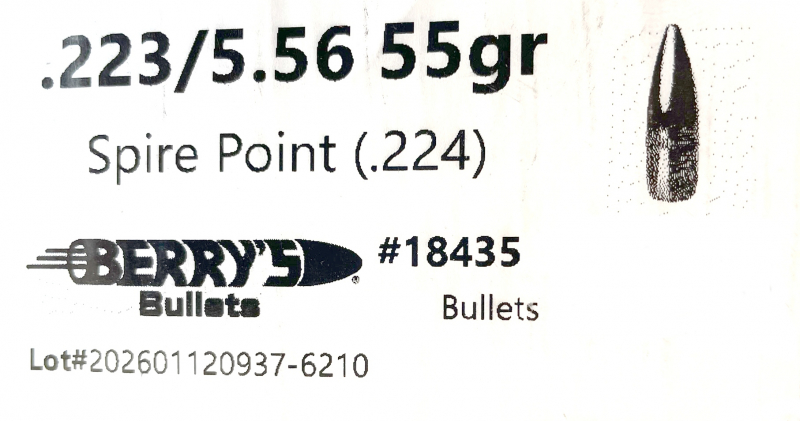 .223/5.56 55gr
Spire Point (.224)
BERRY'S
Bullets
#18435
Bullets
Lot#202601120937-6210